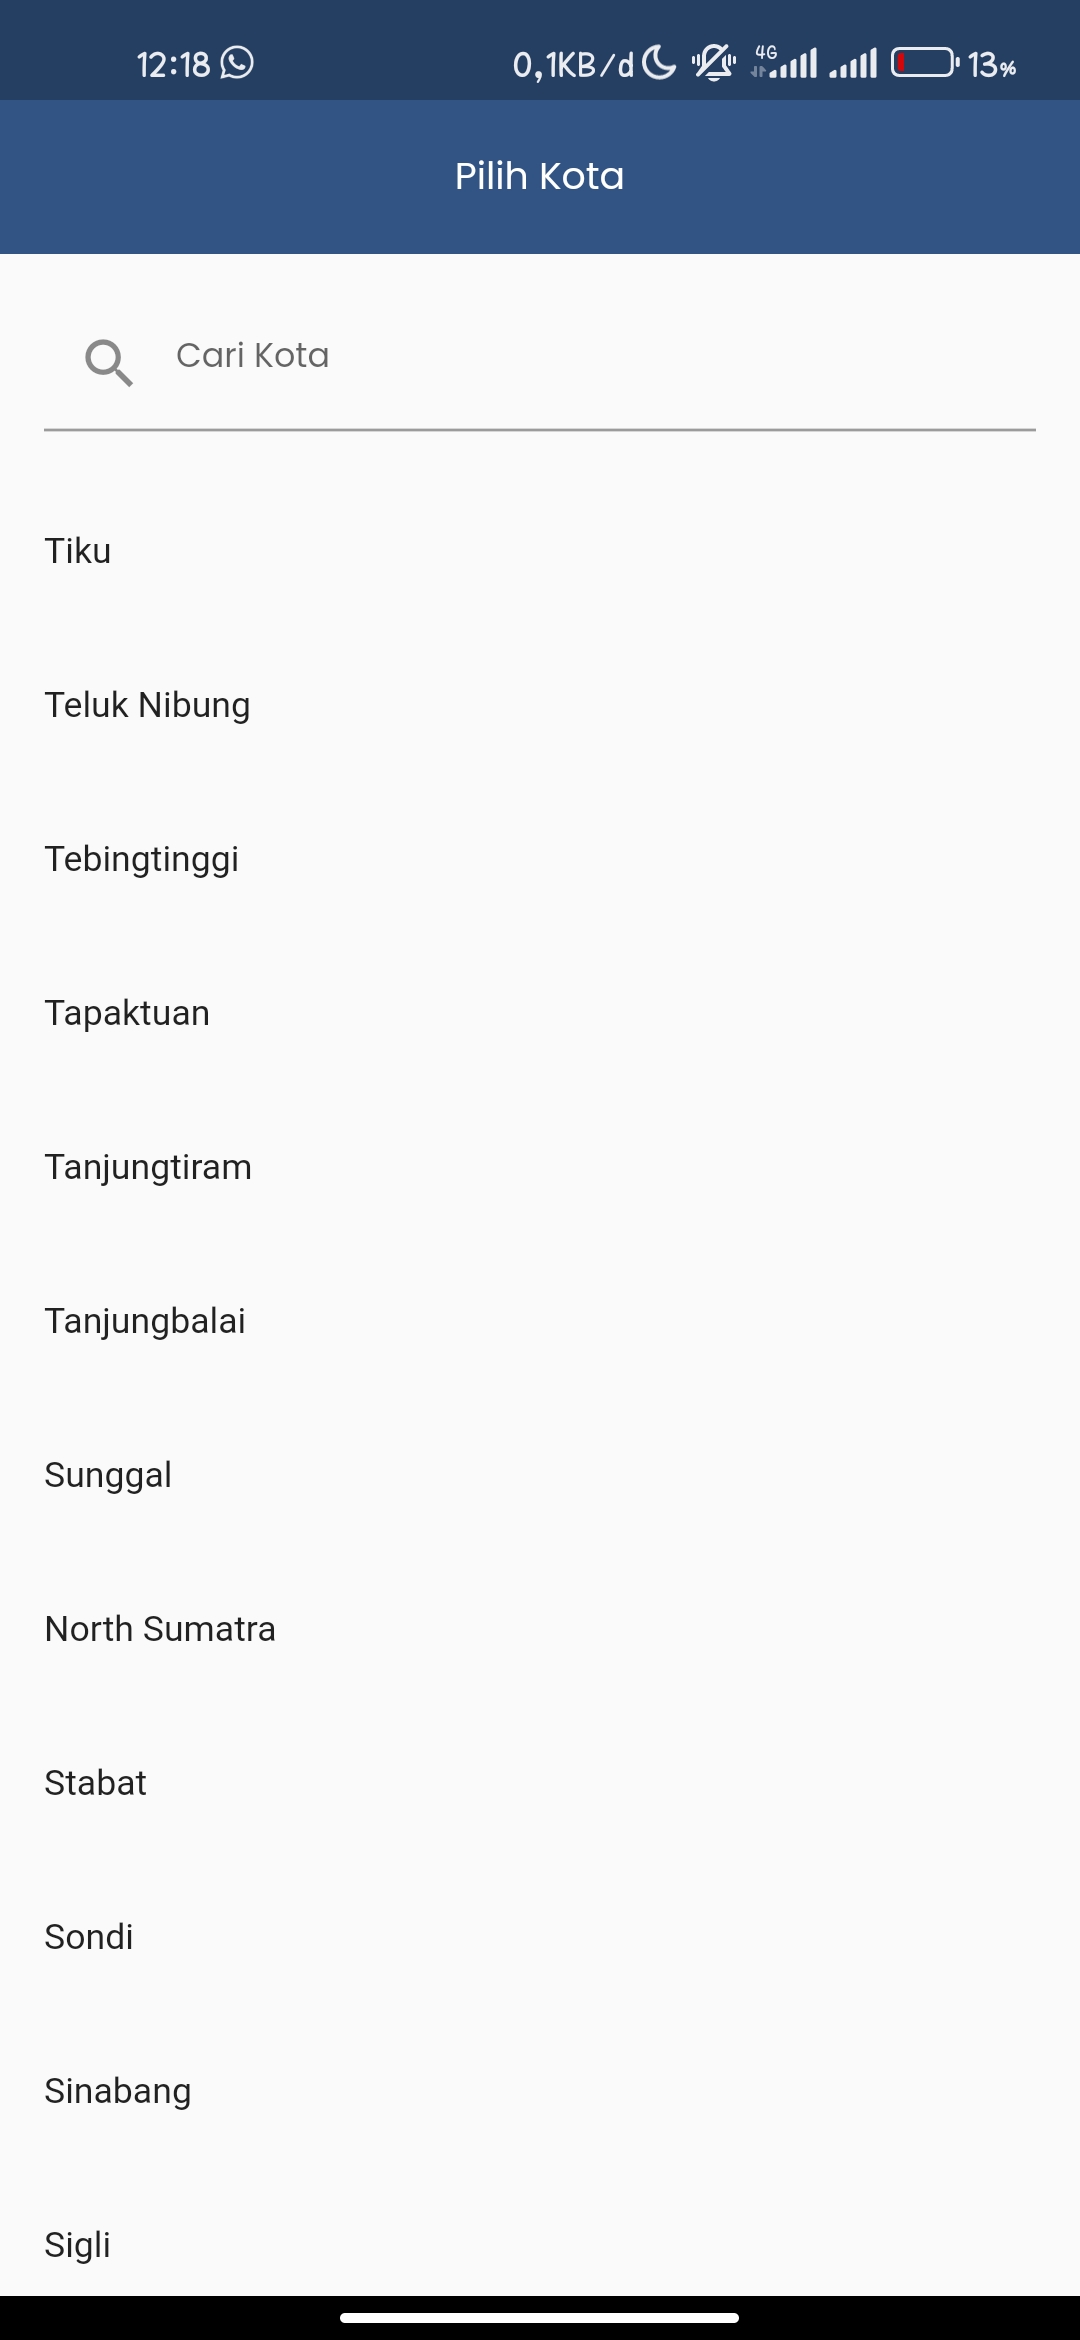 12:18 0,1KB/d 4G 13%
Pilih Kota
Cari Kota
Tiku
Teluk Nibung
Tebingtinggi
Tapaktuan
Tanjungtiram
Tanjungbalai
Sunggal
North Sumatra
Stabat
Sondi
Sinabang
Sigli